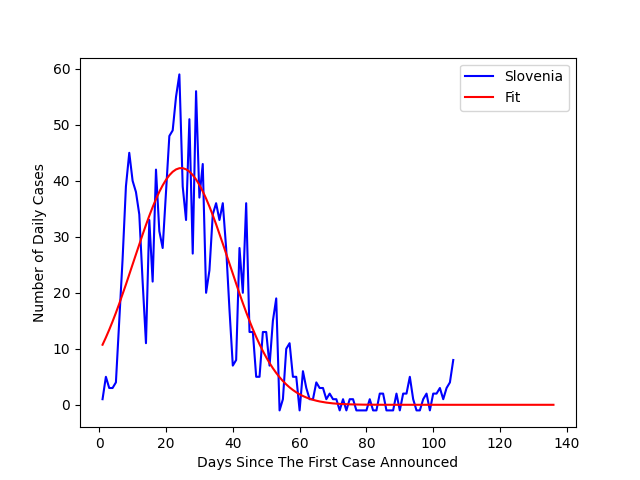 Slovenia
Fit
Number of Daily Cases
60
50
40
30
20
10
0
0 20 40 60 80 100 120 140
Days Since The First Case Announced